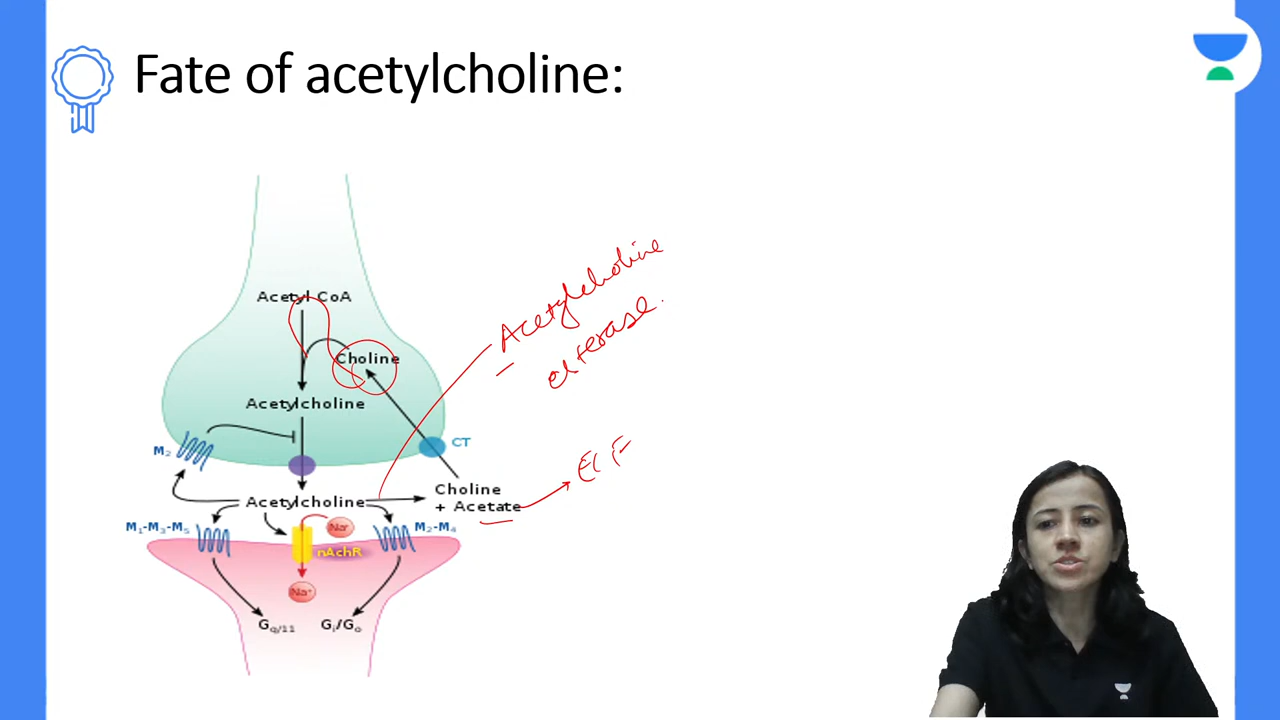 Fate of acetylcholine:
Acetyl CoA
Choline
Acetylcholine
M2
CT
Acetylcholine
Choline
+ Acetate
M1-M3-M5
Na+
M2-M4
nAchR
Na+
Gq/11
Gi/Go
Acetylcholine
esterase.
ECF